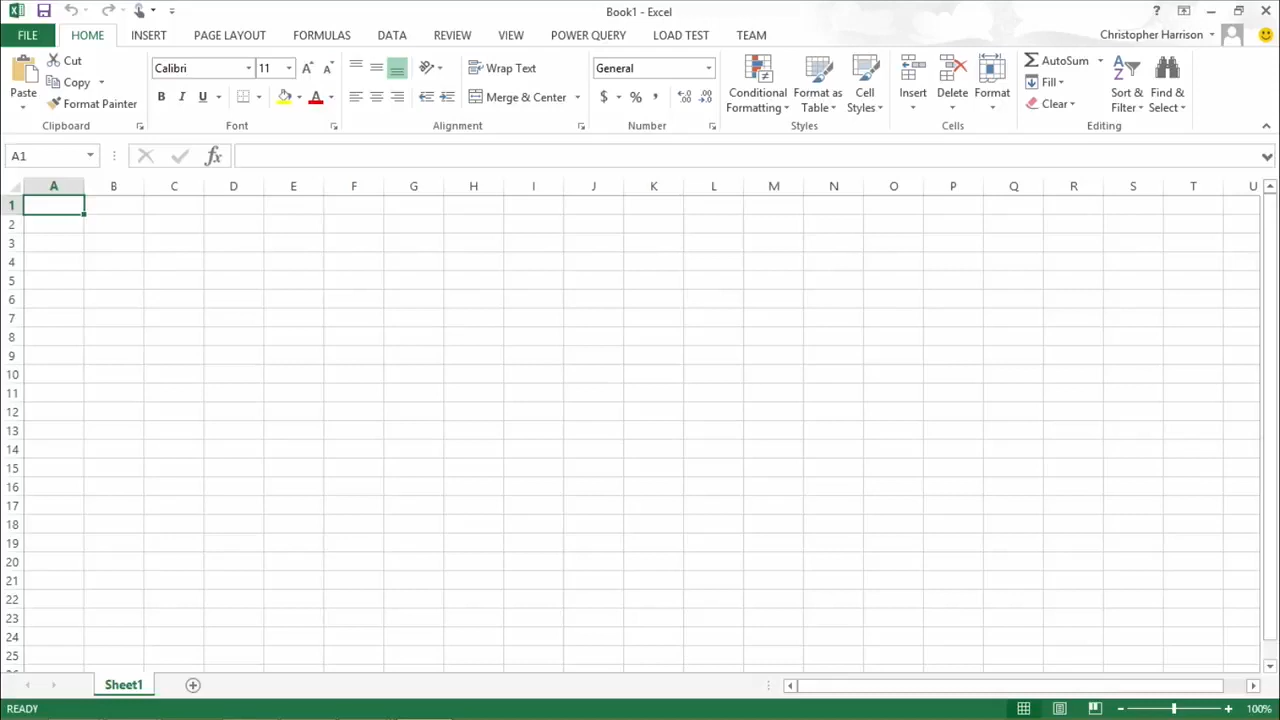 Book1 - Excel
?
FILE HOME INSERT PAGE LAYOUT FORMULAS DATA REVIEW VIEW POWER QUERY LOAD TEST TEAM Christopher Harrison
Paste
Cut
Copy
Format Painter
Clipboard
Calibri 11
B I U A
Font
Wrap Text
Merge & Center
Alignment
General
$ % ,
Number
Conditional Formatting
Format as Table
Cell Styles
Styles
Insert
Delete
Format
Cells
AutoSum
Fill
Clear
Sort & Filter
Find & Select
Editing
A1 fx
A B C D E F G H I J K L M N O P Q R S T U
1
2
3
4
5
6
7
8
9
10
11
12
13
14
15
16
17
18
19
20
21
22
23
24
25
Sheet1
READY 100%